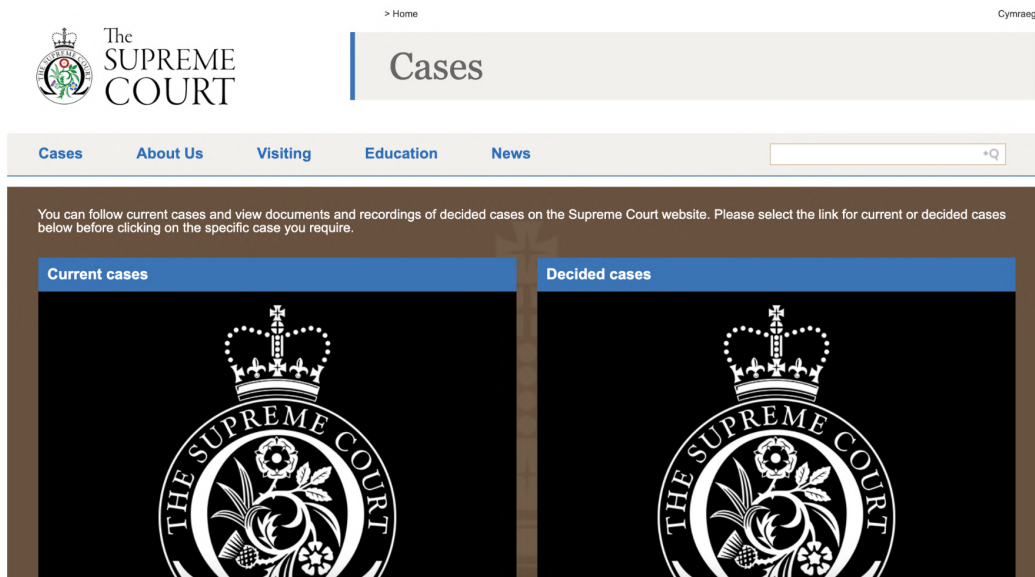 > Home
Cymraeg
The
SUPREME
COURT
Cases
Cases
About Us
Visiting
Education
News
You can follow current cases and view documents and recordings of decided cases on the Supreme Court website. Please select the link for current or decided cases
below before clicking on the specific case you require.
Current cases
Decided cases
THE SUPREME COURT
THE SUPREME COURT